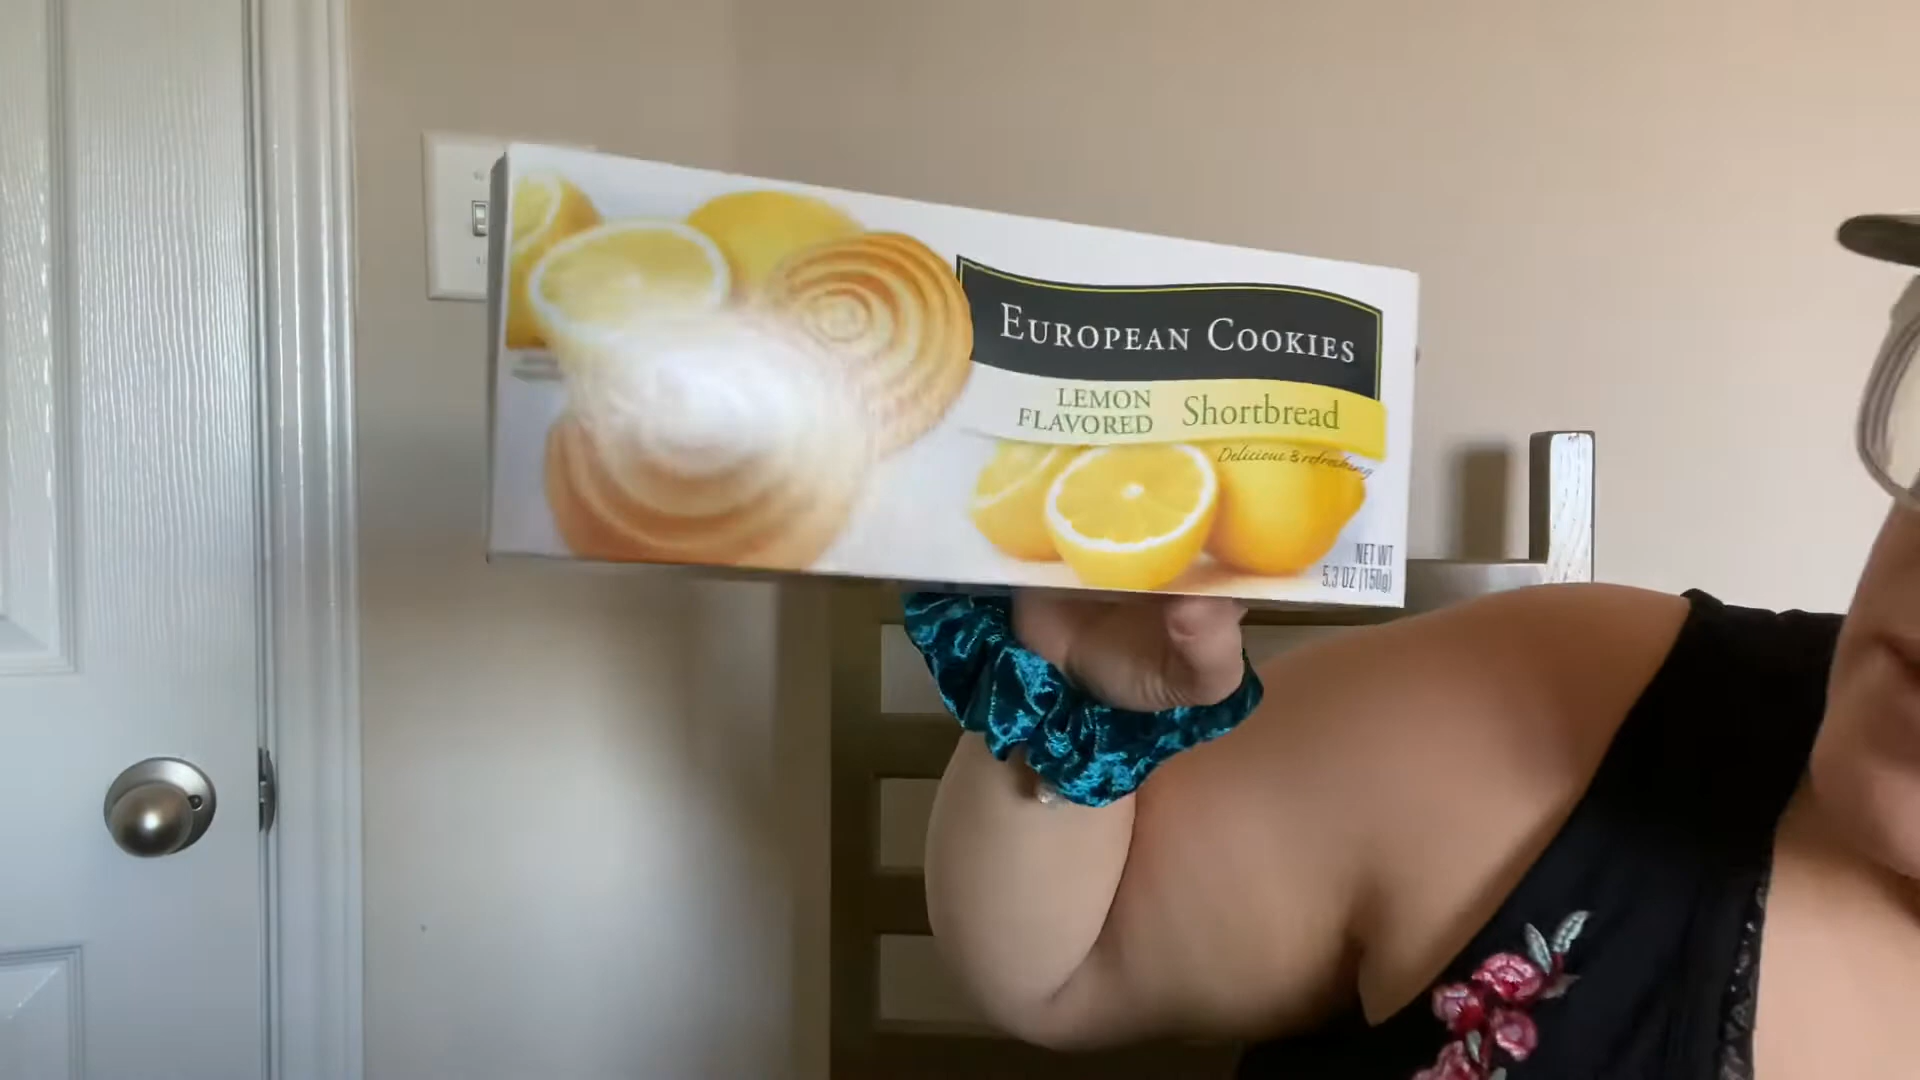 EUROPEAN COOKIES
LEMON
FLAVORED
Shortbread
Delicious & refreshing
NET WT
5.3 OZ (150g)